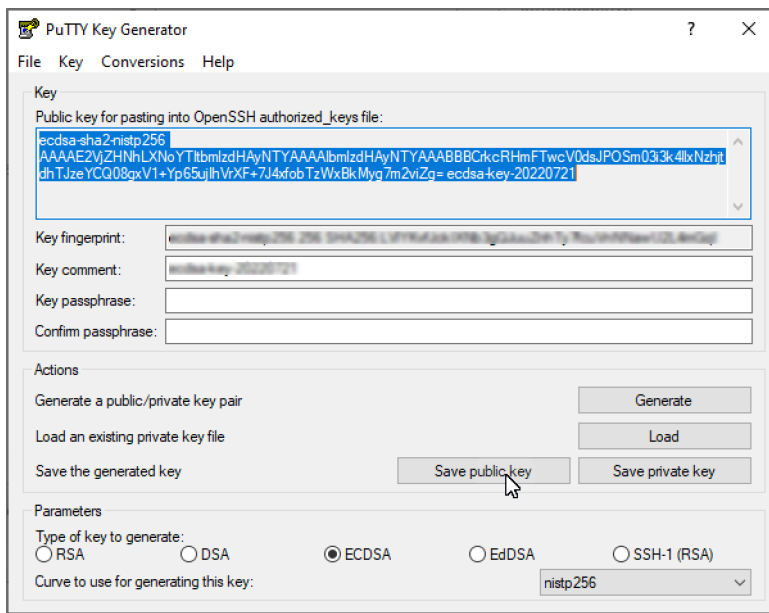 PuTTY Key Generator
File Key Conversions Help
Key
Public key for pasting into OpenSSH authorized_keys file:
ecdsa-sha2-nistp256
AAAAE2VjZHNhLXNoYTItbmlzdHAyNTYAAAAIbmlzdHAyNTYAAABBBCrkcRHmFTwcV0dsJPOSm03i3k4llxNzhjt
dhTJzeYCQ08gxV1+Yp65ujlhVrXF+7J4xfobTzWxBkMyg7m2viZg= ecdsa-key-20220721
Key fingerprint:
Key comment: ecdsa-key-20220721
Key passphrase:
Confirm passphrase:
Actions
Generate a public/private key pair Generate
Load an existing private key file Load
Save the generated key Save public key Save private key
Parameters
Type of key to generate:
RSA DSA ECDSA EdDSA SSH-1 (RSA)
Curve to use for generating this key: nistp256